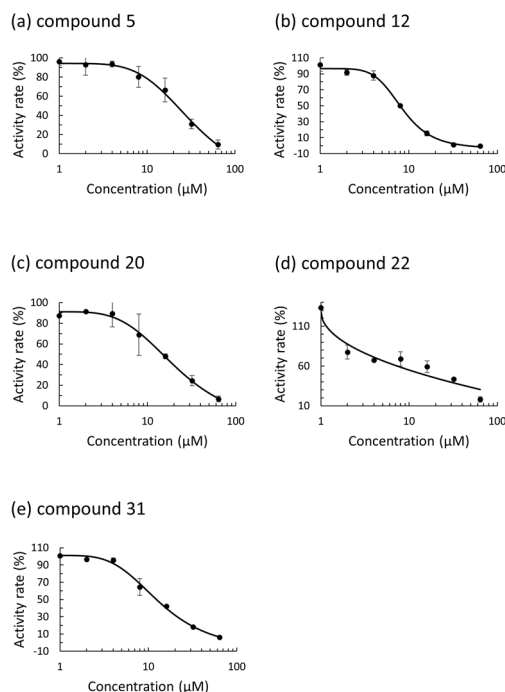 (a) compound 5
Activity rate (%)
100
80
60
40
20
0
1
10
100
Concentration (μM)
(b) compound 12
Activity rate (%)
110
90
70
50
30
10
-10
1
10
100
Concentration (μM)
(c) compound 20
Activity rate (%)
100
80
60
40
20
0
1
10
100
Concentration (μM)
(d) compound 22
Activity rate (%)
110
60
10
1
10
100
Concentration (μM)
(e) compound 31
Activity rate (%)
110
90
70
50
30
10
-10
1
10
100
Concentration (μM)